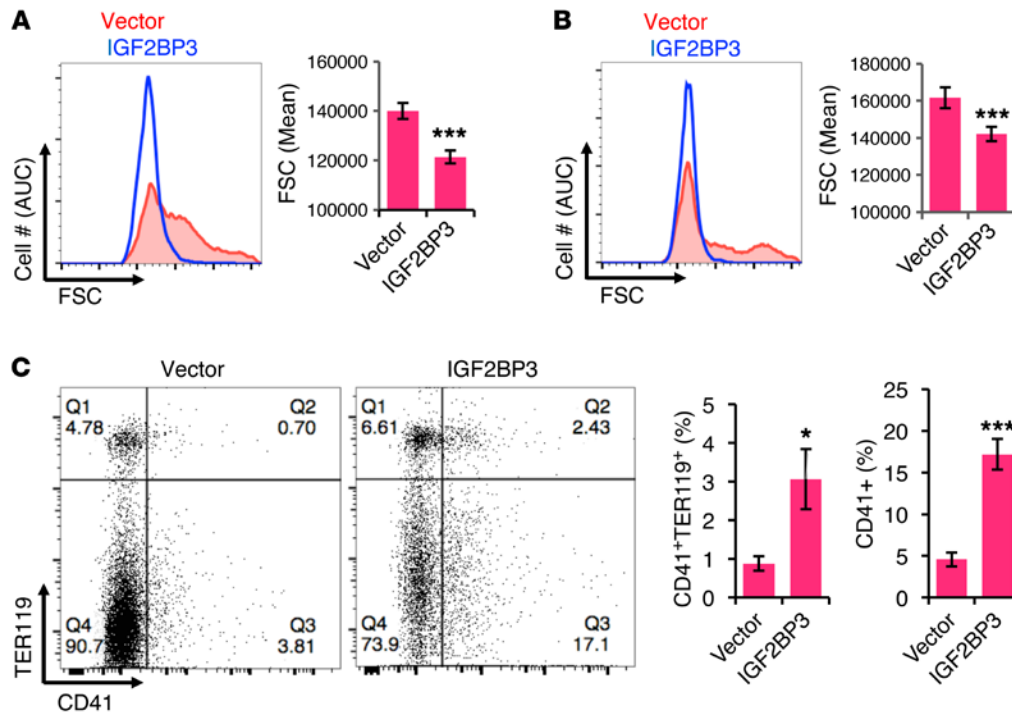 A
Vector
IGF2BP3
Cell # (AUC)
FSC
160000
140000
120000
100000
FSC (Mean)
***
Vector
IGF2BP3
B
Vector
IGF2BP3
Cell # (AUC)
FSC
180000
160000
140000
120000
100000
FSC (Mean)
***
Vector
IGF2BP3
C
Vector
Q1
4.78
Q2
0.70
Q4
90.7
Q3
3.81
TER119
CD41
IGF2BP3
Q1
6.61
Q2
2.43
Q4
73.9
Q3
17.1
5
4
3
2
1
0
CD41+TER119+ (%)
*
Vector
IGF2BP3
25
20
15
10
5
0
CD41+ (%)
***
Vector
IGF2BP3